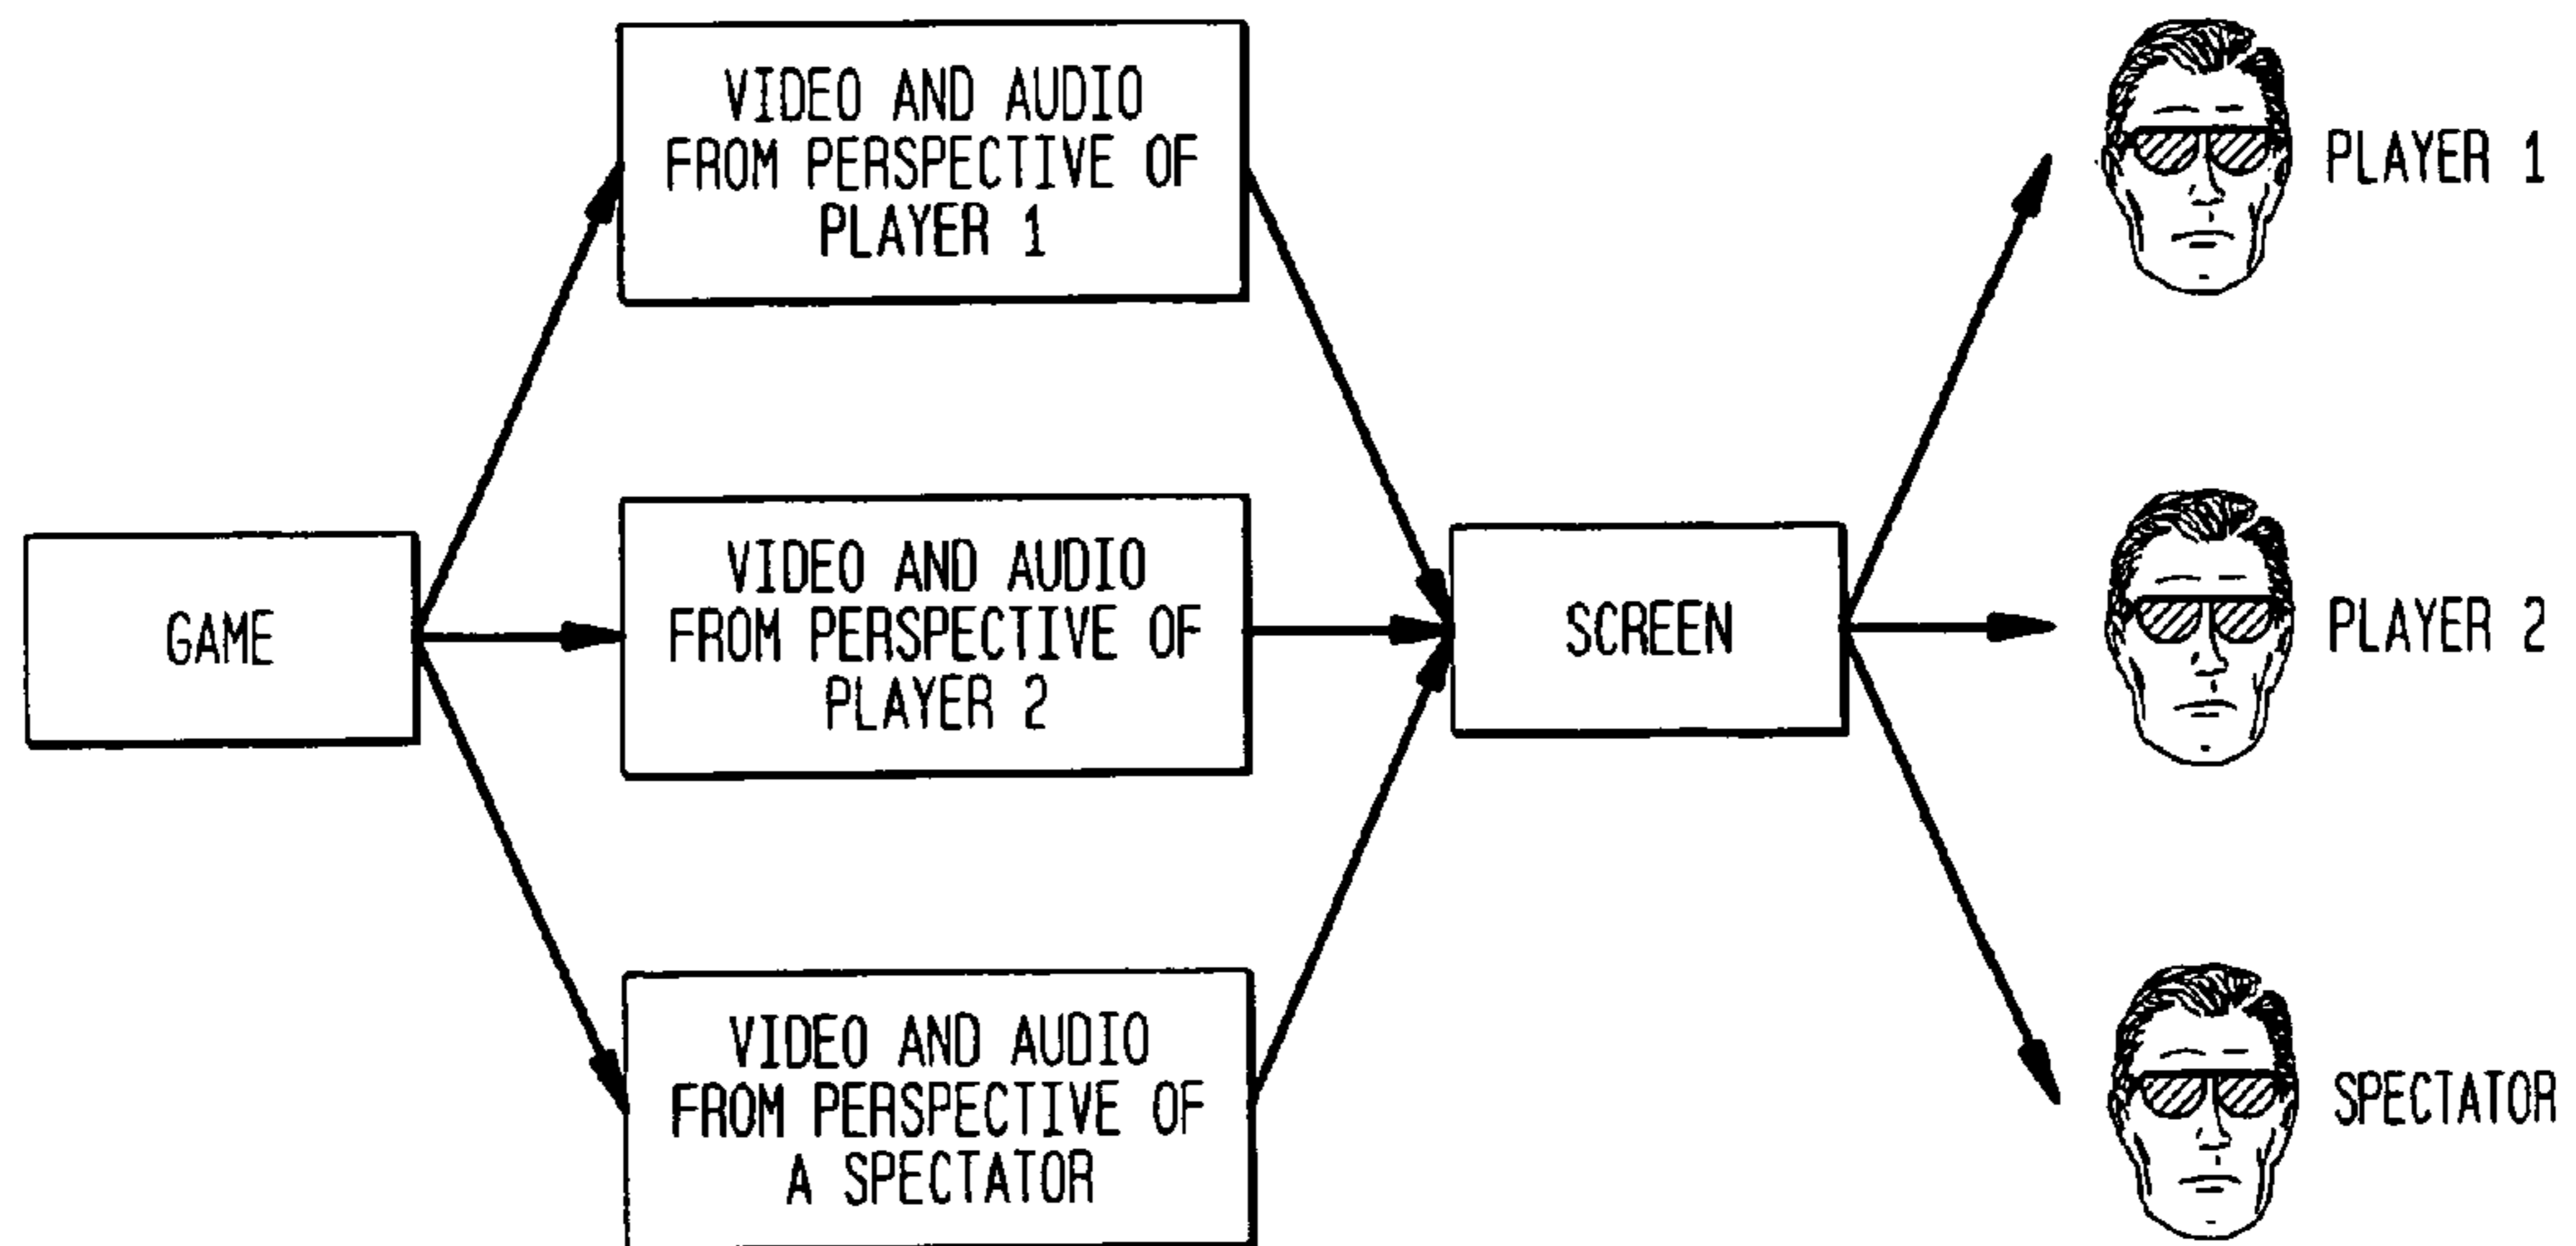 VIDEO AND AUDIO
FROM PERSPECTIVE OF
PLAYER 1
PLAYER 1
GAME
VIDEO AND AUDIO
FROM PERSPECTIVE OF
PLAYER 2
SCREEN
PLAYER 2
VIDEO AND AUDIO
FROM PERSPECTIVE OF
A SPECTATOR
SPECTATOR